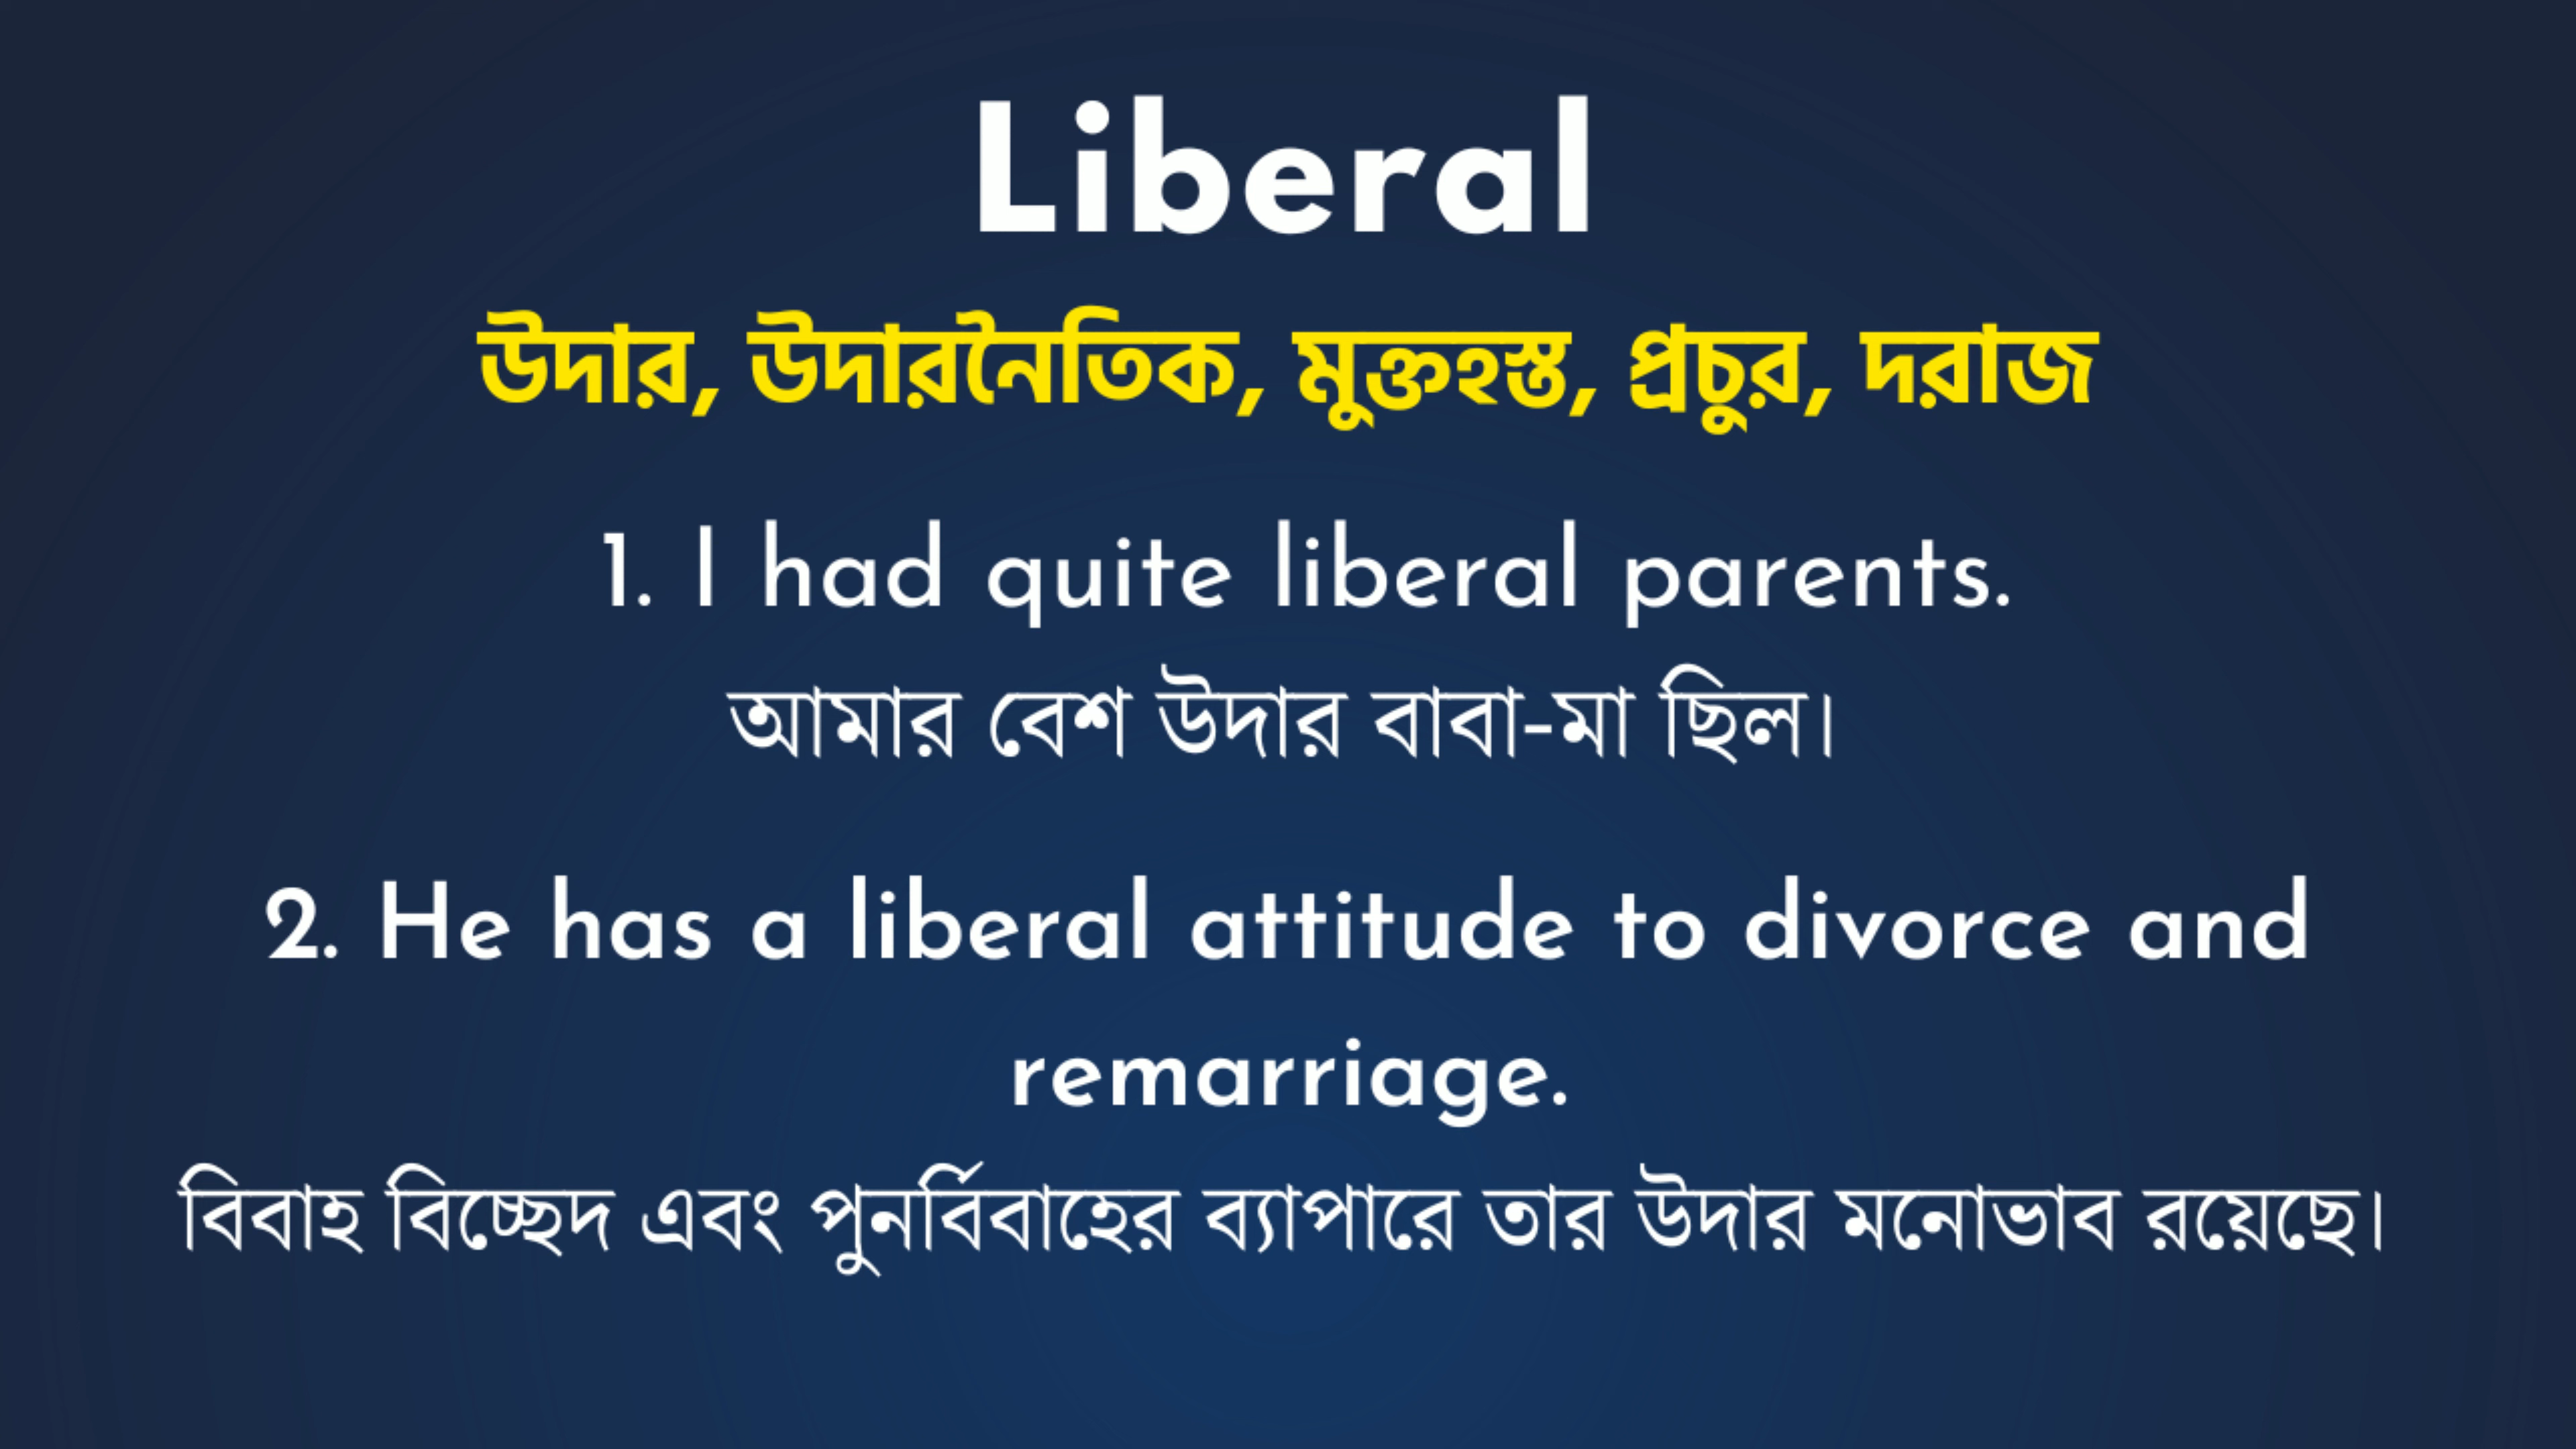 Liberal
উদার, উদারনৈতিক, মুক্তহস্ত, প্রচুর, দরাজ
1. I had quite liberal parents.
আমার বেশ উদার বাবা-মা ছিল।
2. He has a liberal attitude to divorce and
remarriage.
বিবাহ বিচ্ছেদ এবং পুনর্বিবাহের ব্যাপারে তার উদার মনোভাব রয়েছে।